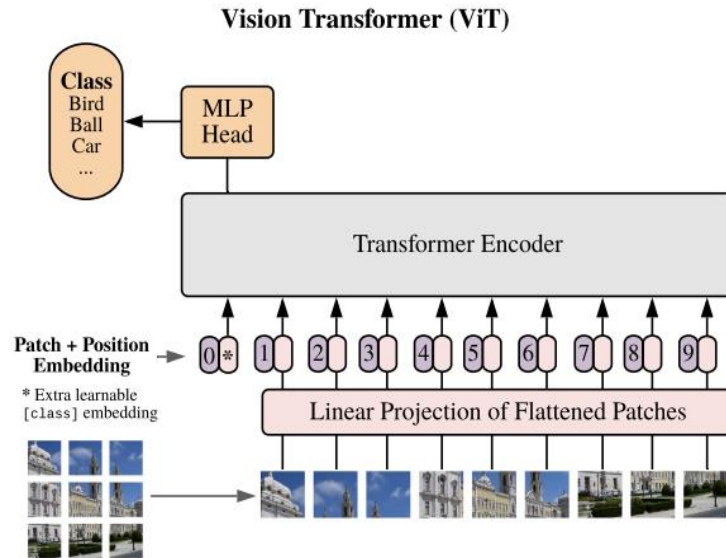 Vision Transformer (ViT)
Class
Bird
Ball
Car
...
MLP
Head
Transformer Encoder
Patch + Position
Embedding
0 * 1 2 3 4 5 6 7 8 9
* Extra learnable
[class] embedding
Linear Projection of Flattened Patches